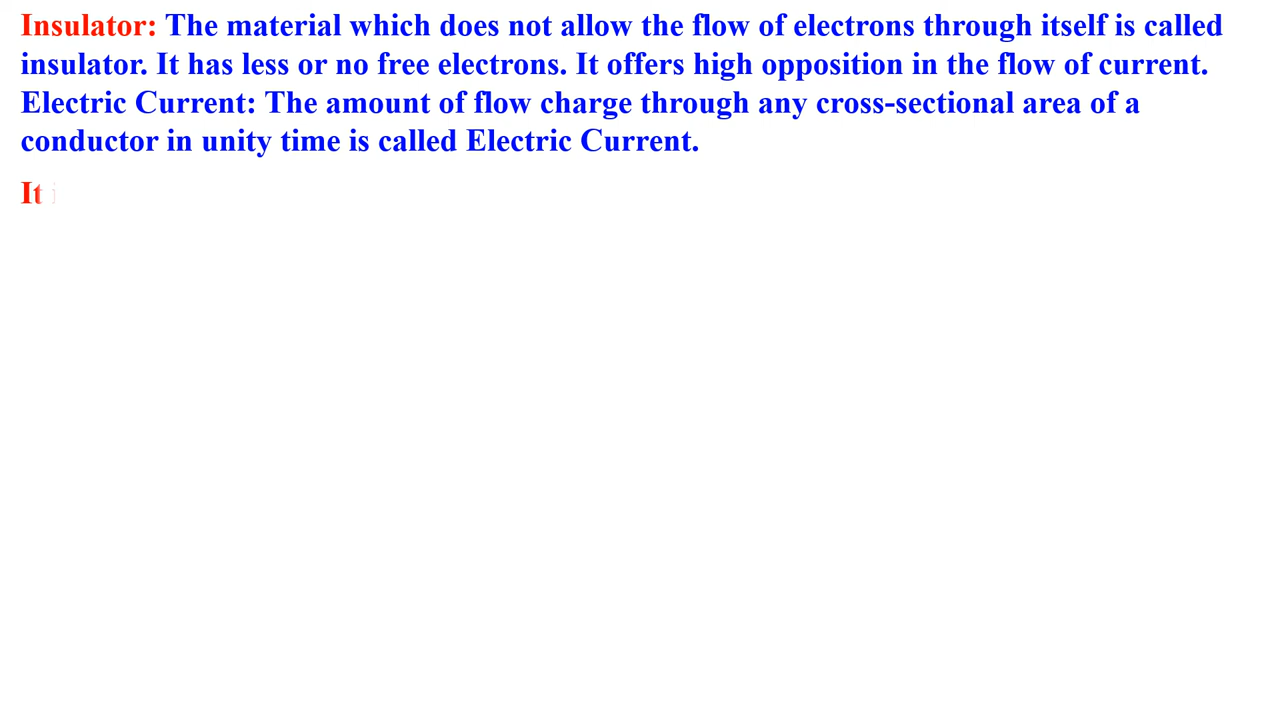 Insulator: The material which does not allow the flow of electrons through itself is called
insulator. It has less or no free electrons. It offers high opposition in the flow of current.
Electric Current: The amount of flow charge through any cross-sectional area of a
conductor in unity time is called Electric Current.
It